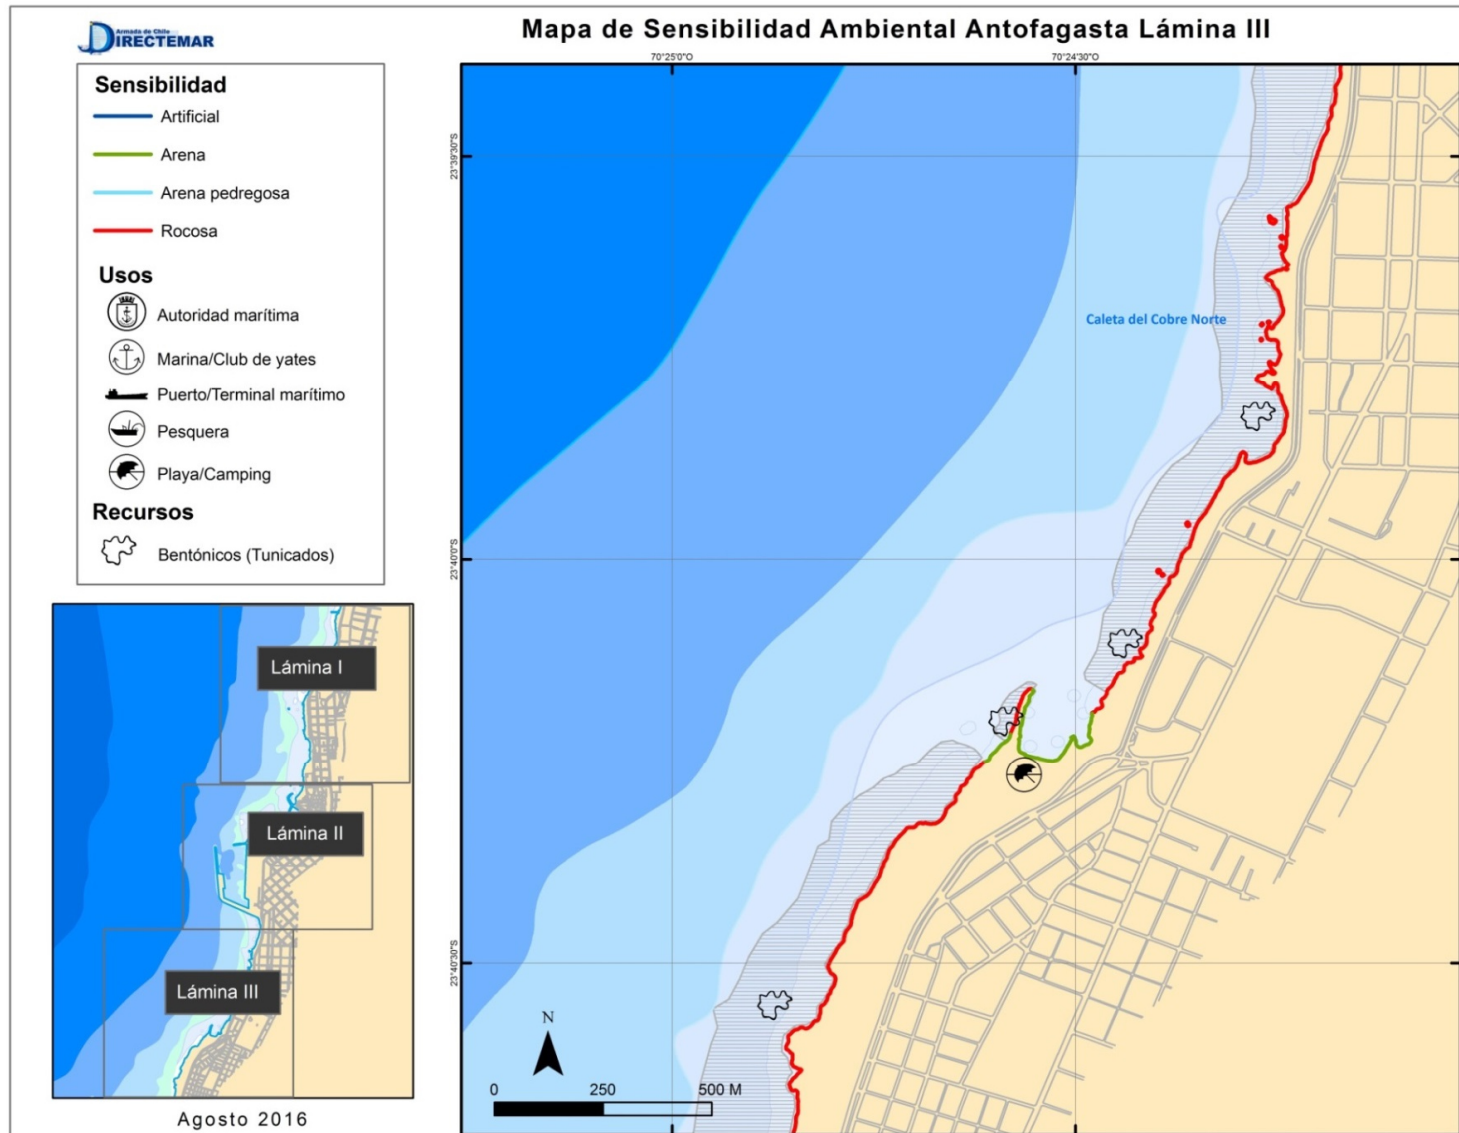 Mapa de Sensibilidad Ambiental Antofagasta Lámina III
Armada de Chile
DIRECTEMAR
Sensibilidad
Artificial
Arena
Arena pedregosa
Rocosa
Usos
Autoridad marítima
Marina/Club de yates
Puerto/Terminal marítimo
Pesquera
Playa/Camping
Recursos
Bentónicos (Tunicados)
Lámina I
Lámina II
Lámina III
Agosto 2016
70°25'0"O
70°24'30"O
23°39'30"S
23°40'0"S
23°40'30"S
Caleta del Cobre Norte
N
0 250 500 M